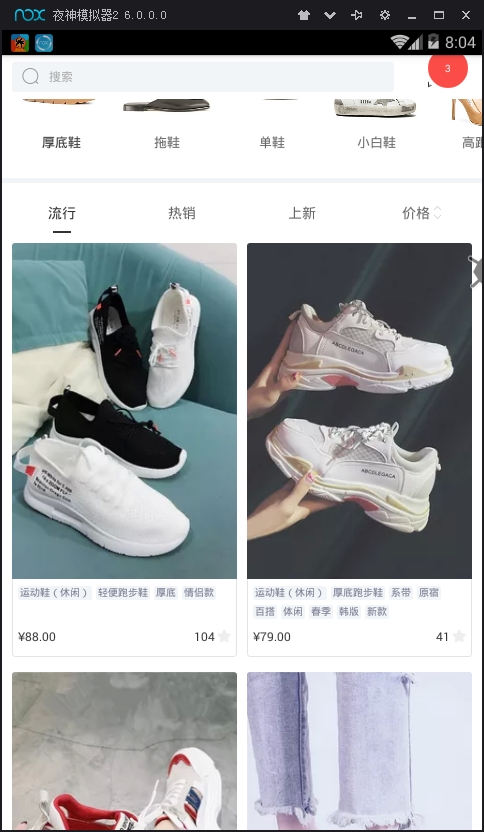 nox 夜神模拟器2 6.0.0.0
8:04
搜索
3
厚底鞋 拖鞋 单鞋 小白鞋 高跟
流行 热销 上新 价格
ABCDLEGACA
ABCDLEGACA
运动鞋（休闲） 轻便跑步鞋 厚底 情侣款
¥88.00 104
运动鞋（休闲） 厚底跑步鞋 系带 原宿
百搭 体闲 春季 韩版 新款
¥79.00 41